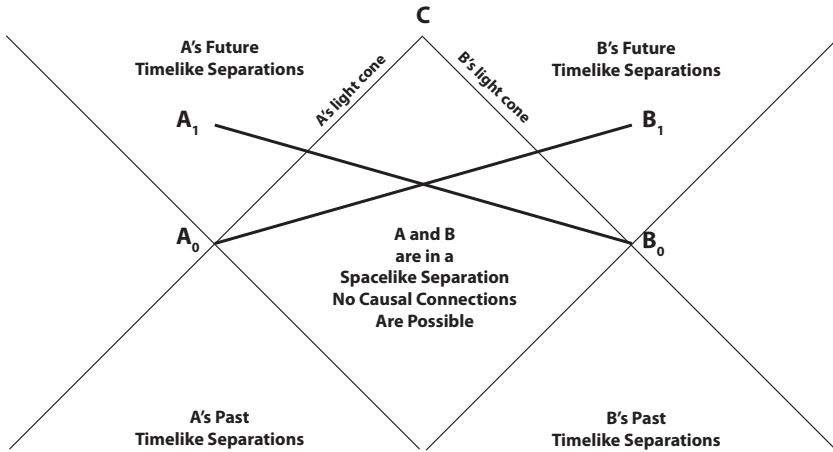 C
A's Future
Timelike Separations
B's Future
Timelike Separations
A's light cone
B's light cone
A₁
B₁
A₀
B₀
A and B
are in a
Spacelike Separation
No Causal Connections
Are Possible
A's Past
Timelike Separations
B's Past
Timelike Separations